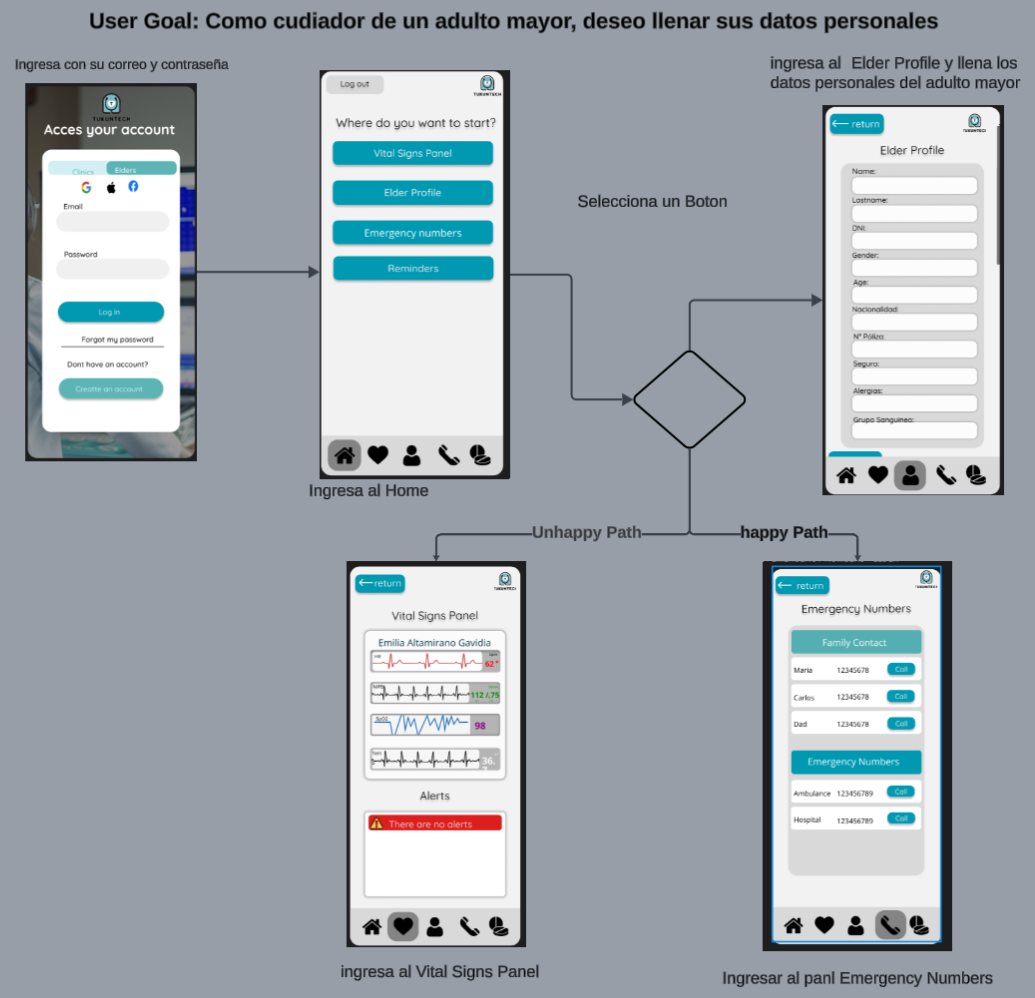 User Goal: Como cudiador de un adulto mayor, deseo llenar sus datos personales
Ingresa con su correo y contraseña
TUKUNTECH
Acces your account
Clinics
Elders
Email
Password
Log in
Forgot my password
Dont have an account?
Creatte an account
Log out
TUKUNTECH
Where do you want to start?
Vital Signs Panel
Elder Profile
Emergency numbers
Reminders
Ingresa al Home
Selecciona un Boton
ingresa al Elder Profile y llena los
datos personales del adulto mayor
return
TUKUNTECH
Elder Profile
Name:
Lastname:
DNI:
Gender:
Age:
Nacionalidad:
N° Póliza:
Seguro:
Alergias:
Grupo Sanguineo:
Unhappy Path
happy Path
return
TUKUNTECH
Vital Signs Panel
Emilia Altamirano Gavidia
62
112 / 75
SpO2
98
36.
Alerts
There are no alerts
ingresa al Vital Signs Panel
return
TUKUNTECH
Emergency Numbers
Family Contact
Maria 12345678 Call
Carlos 12345678 Call
Dad 12345678 Call
Emergency Numbers
Ambulance 123456789 Call
Hospital 123456789 Call
Ingresar al panl Emergency Numbers